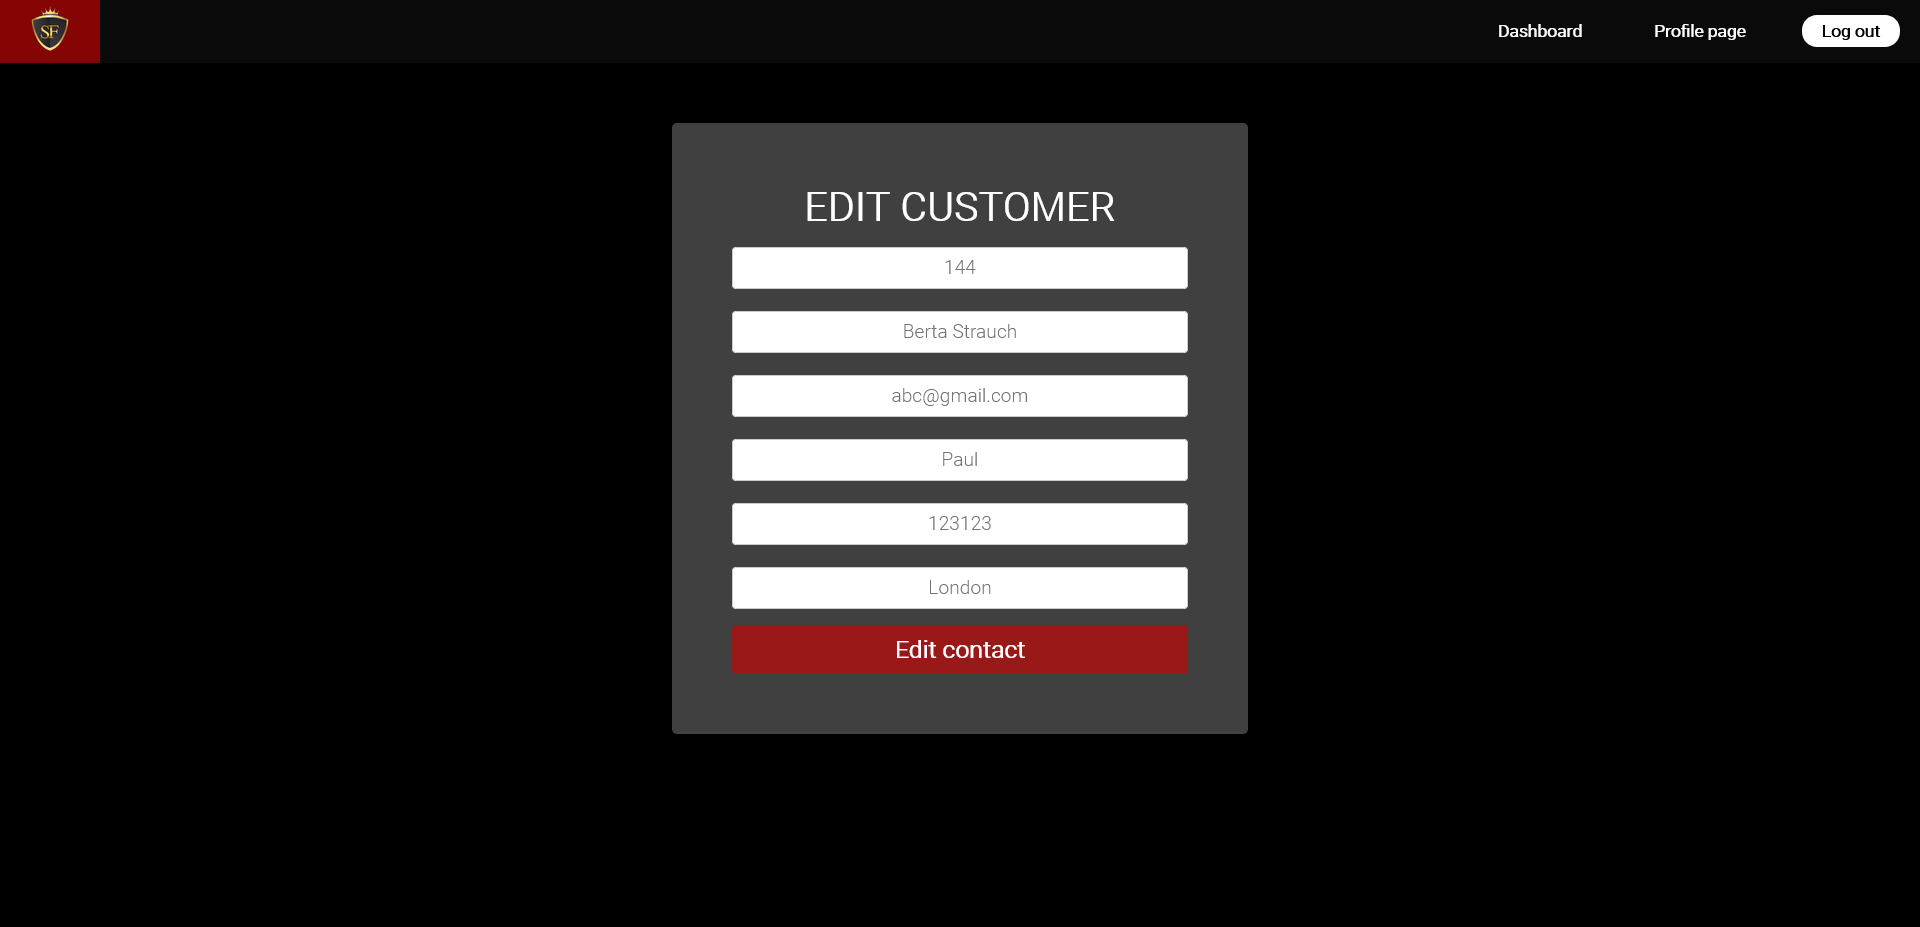 SF
Dashboard
Profile page
Log out
EDIT CUSTOMER
144
Berta Strauch
abc@gmail.com
Paul
123123
London
Edit contact